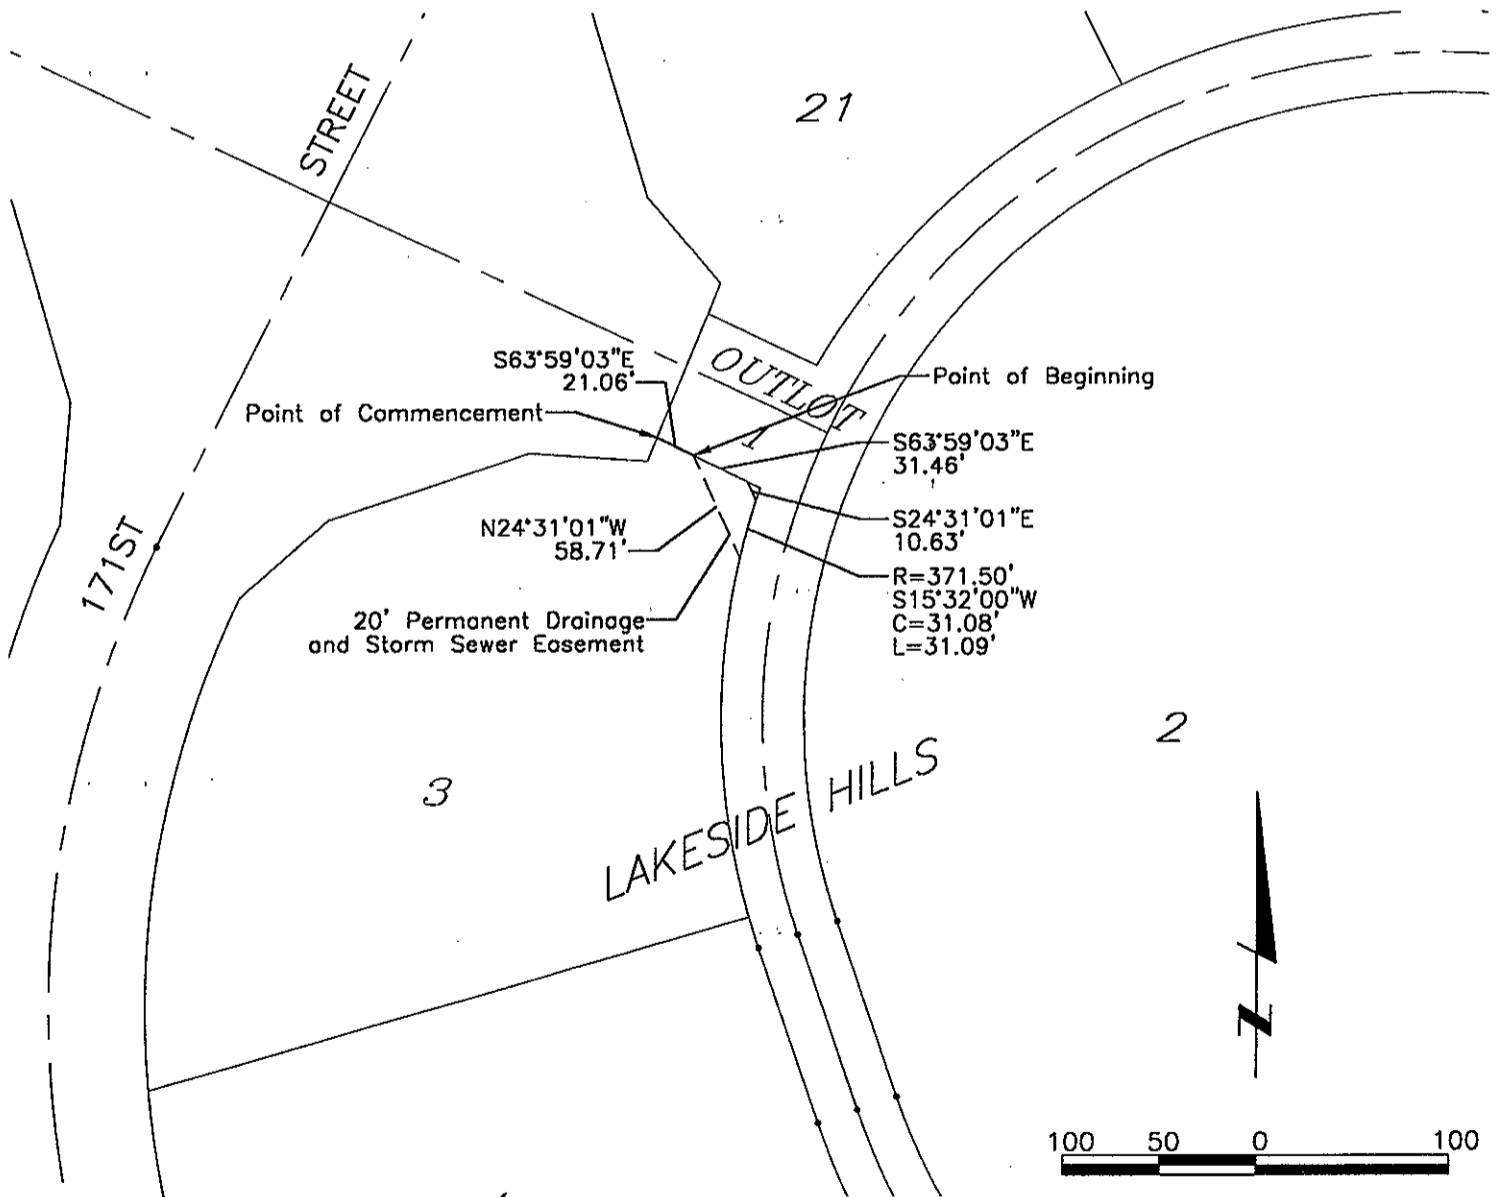 21
STREET
S63°59'03"E
21.06'
OUTLOT
1
Point of Beginning
Point of Commencement
S63°59'03"E
31.46'
S24°31'01"E
10.63'
N24°31'01"W
58.71'
171ST
R=371.50'
S15°32'00"W
C=31.08'
L=31.09'
20' Permanent Drainage
and Storm Sewer Easement
2
3
LAKESIDE HILLS
N
100 50 0 100